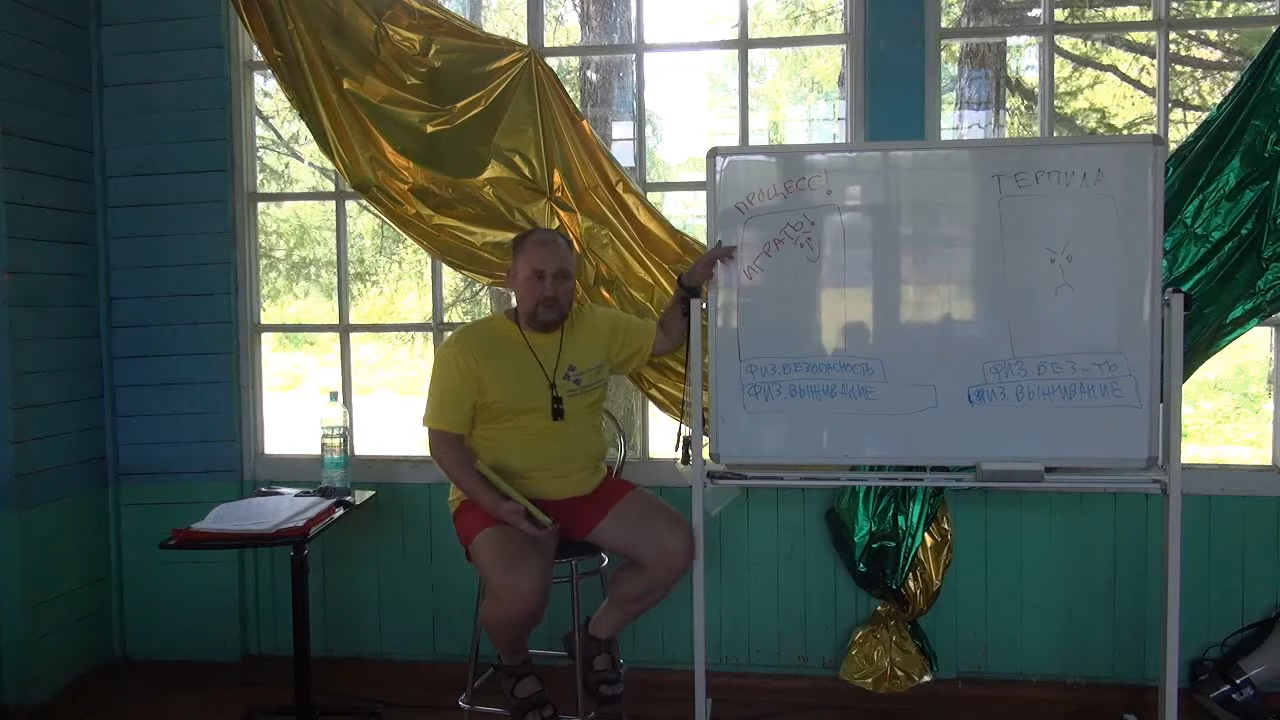 ПРОЦЕСС!
ИГРАТЬ!
ФИЗ.БЕЗОПАСНОСТЬ
ФИЗ.ВЫЖИВАНИЕ
ТЕРПИЛА
ФИЗ.БЕЗ-ТЬ
ФИЗ.ВЫЖИВАНИЕ